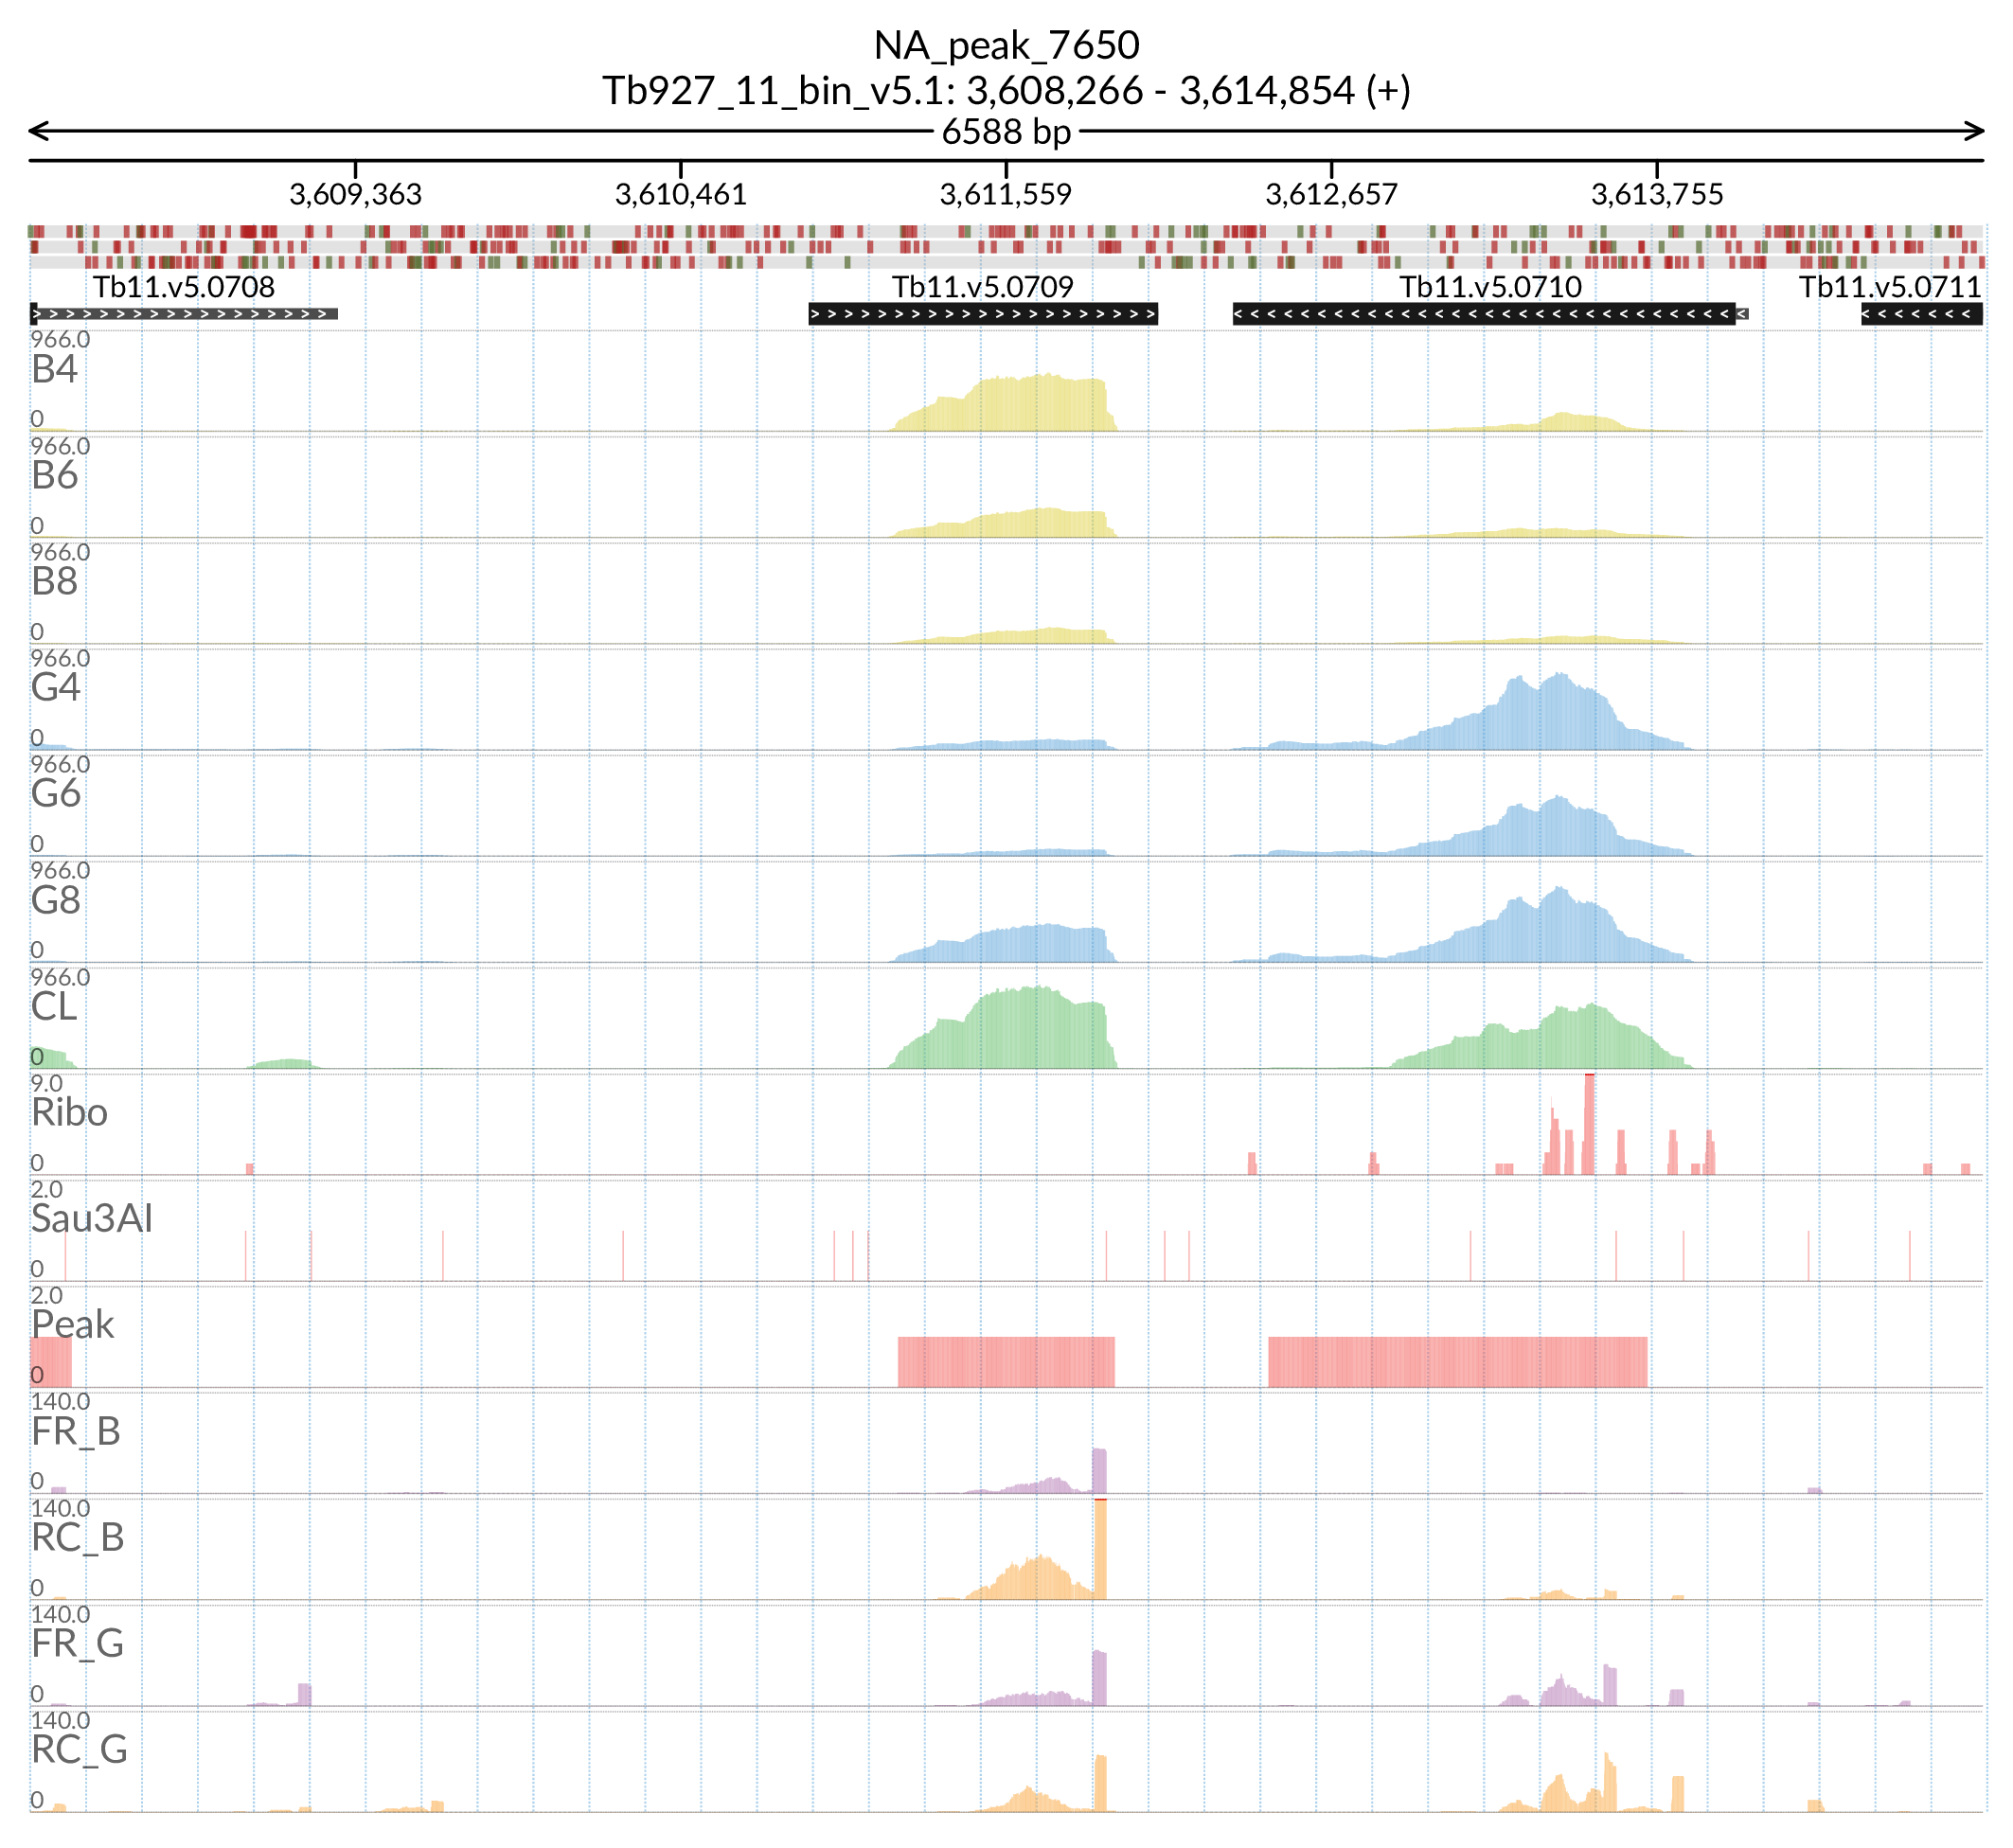 NA_peak_7650
Tb927_11_bin_v5.1: 3,608,266 - 3,614,854 (+)
6588 bp
3,609,363 3,610,461 3,611,559 3,612,657 3,613,755
Tb11.v5.0708 Tb11.v5.0709 Tb11.v5.0710 Tb11.v5.0711
966.0
B4
0
966.0
B6
0
966.0
B8
0
966.0
G4
0
966.0
G6
0
966.0
G8
0
966.0
CL
0
9.0
Ribo
0
2.0
Sau3AI
0
2.0
Peak
0
140.0
FR_B
0
140.0
RC_B
0
140.0
FR_G
0
140.0
RC_G
0